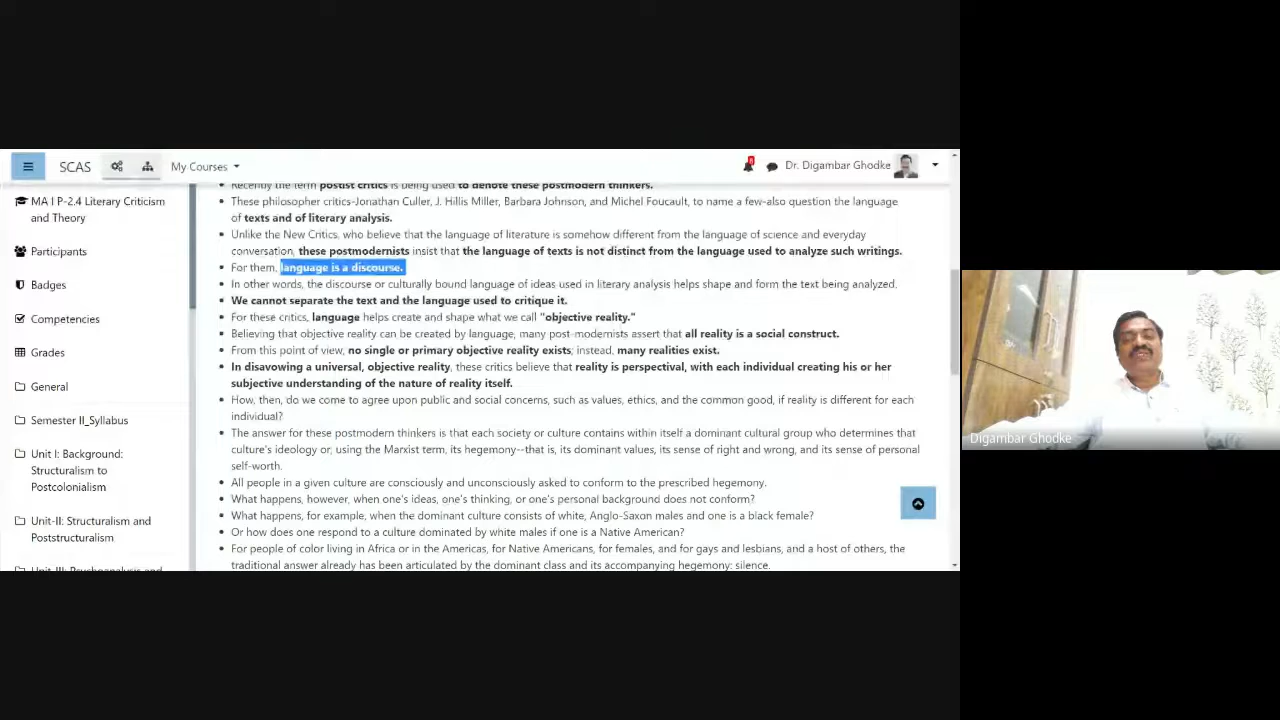 SCAS
My Courses
Dr. Digambar Ghodke
MA I P-2.4 Literary Criticism
and Theory
Participants
Badges
Competencies
Grades
General
Semester II_Syllabus
Unit I: Background:
Structuralism to
Postcolonialism
Unit-II: Structuralism and
Poststructuralism
Unit-III: Psychoanalysis and
Recently the term postist critics is being used to denote these postmodern thinkers.
These philosopher critics-Jonathan Culler, J. Hillis Miller, Barbara Johnson, and Michel Foucault, to name a few-also question the language
of texts and of literary analysis.
Unlike the New Critics, who believe that the language of literature is somehow different from the language of science and everyday
conversation, these postmodernists insist that the language of texts is not distinct from the language used to analyze such writings.
For them, language is a discourse.
In other words, the discourse or culturally bound language of ideas used in literary analysis helps shape and form the text being analyzed.
We cannot separate the text and the language used to critique it.
For these critics, language helps create and shape what we call "objective reality."
Believing that objective reality can be created by language, many post-modernists assert that all reality is a social construct.
From this point of view, no single or primary objective reality exists; instead, many realities exist.
In disavowing a universal, objective reality, these critics believe that reality is perspectival, with each individual creating his or her
subjective understanding of the nature of reality itself.
How, then, do we come to agree upon public and social concerns, such as values, ethics, and the common good, if reality is different for each
individual?
The answer for these postmodern thinkers is that each society or culture contains within itself a dominant cultural group who determines that
culture's ideology or, using the Marxist term, its hegemony--that is, its dominant values, its sense of right and wrong, and its sense of personal
self-worth.
All people in a given culture are consciously and unconsciously asked to conform to the prescribed hegemony.
What happens, however, when one's ideas, one's thinking, or one's personal background does not conform?
What happens, for example, when the dominant culture consists of white, Anglo-Saxon males and one is a black female?
Or how does one respond to a culture dominated by white males if one is a Native American?
For people of color living in Africa or in the Americas, for Native Americans, for females, and for gays and lesbians, and a host of others, the
traditional answer already has been articulated by the dominant class and its accompanying hegemony: silence.
Digambar Ghodke